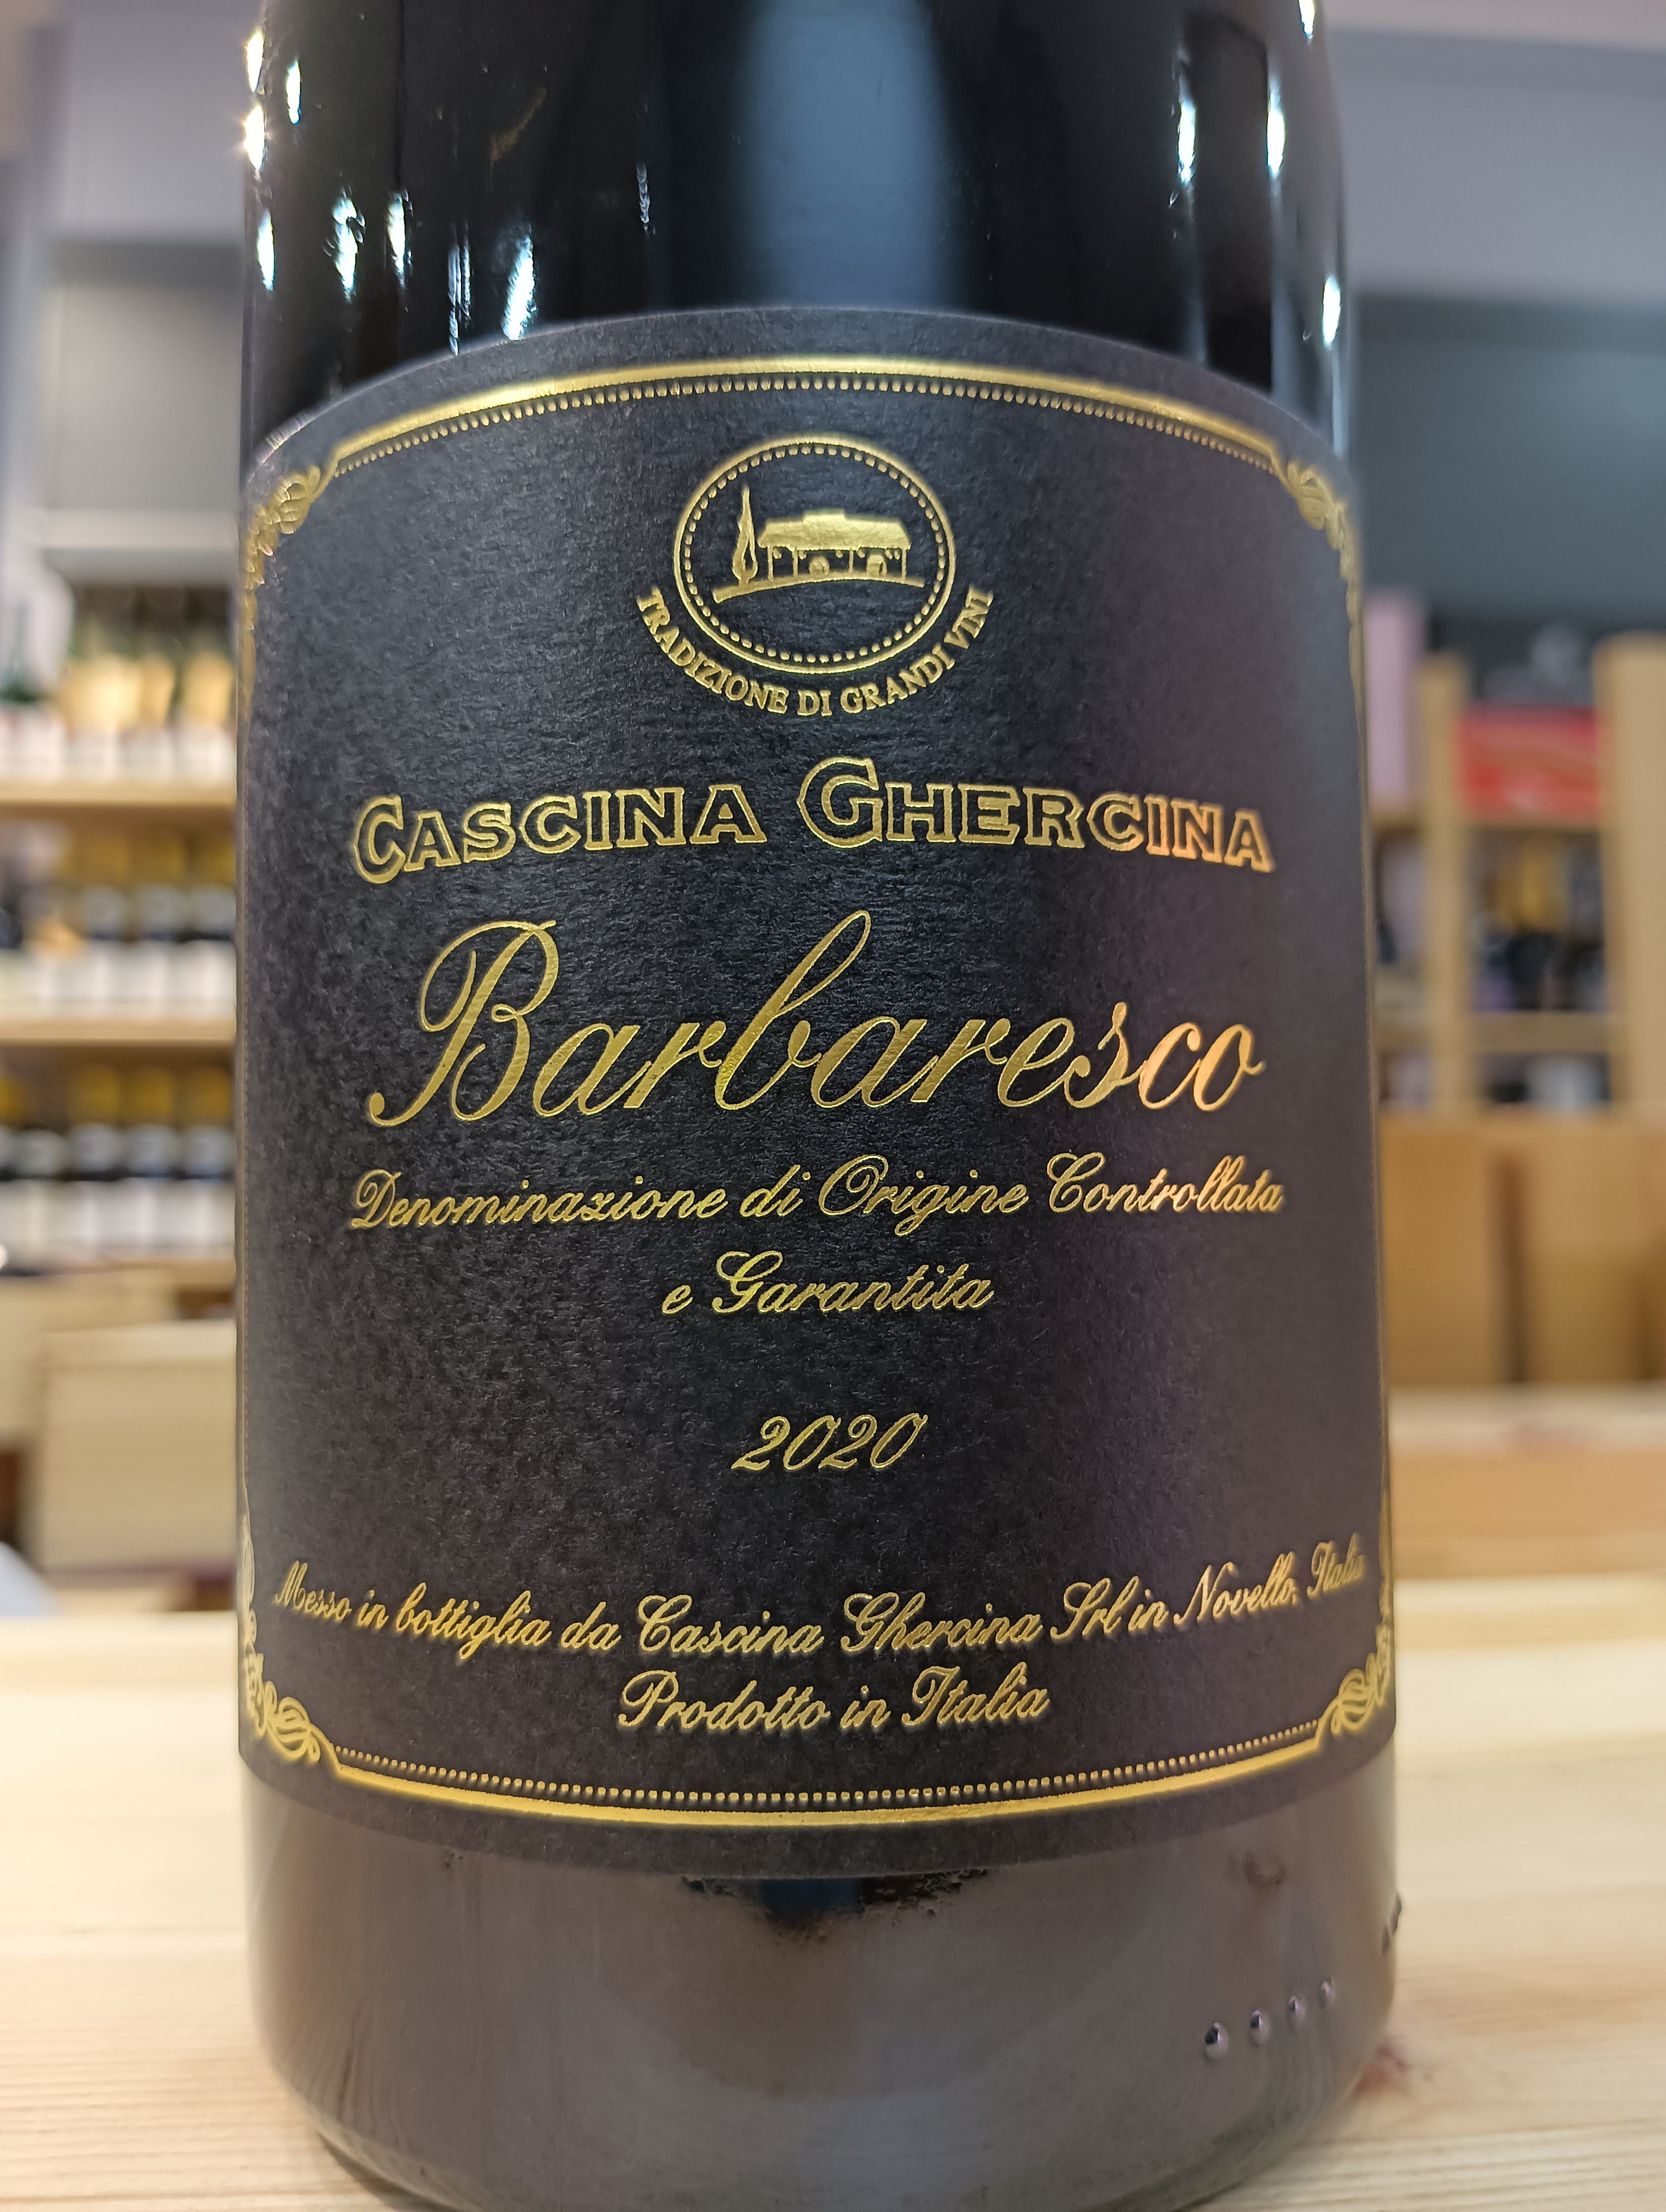 TRADIZIONE DI GRANDI VINI
CASCINA GHERCINA
Barbaresco
Denominazione di Origine Controllata
e Garantita
2020
Messo in bottiglia da Cascina Ghercina Srl in Novello, Italia
Prodotto in Italia